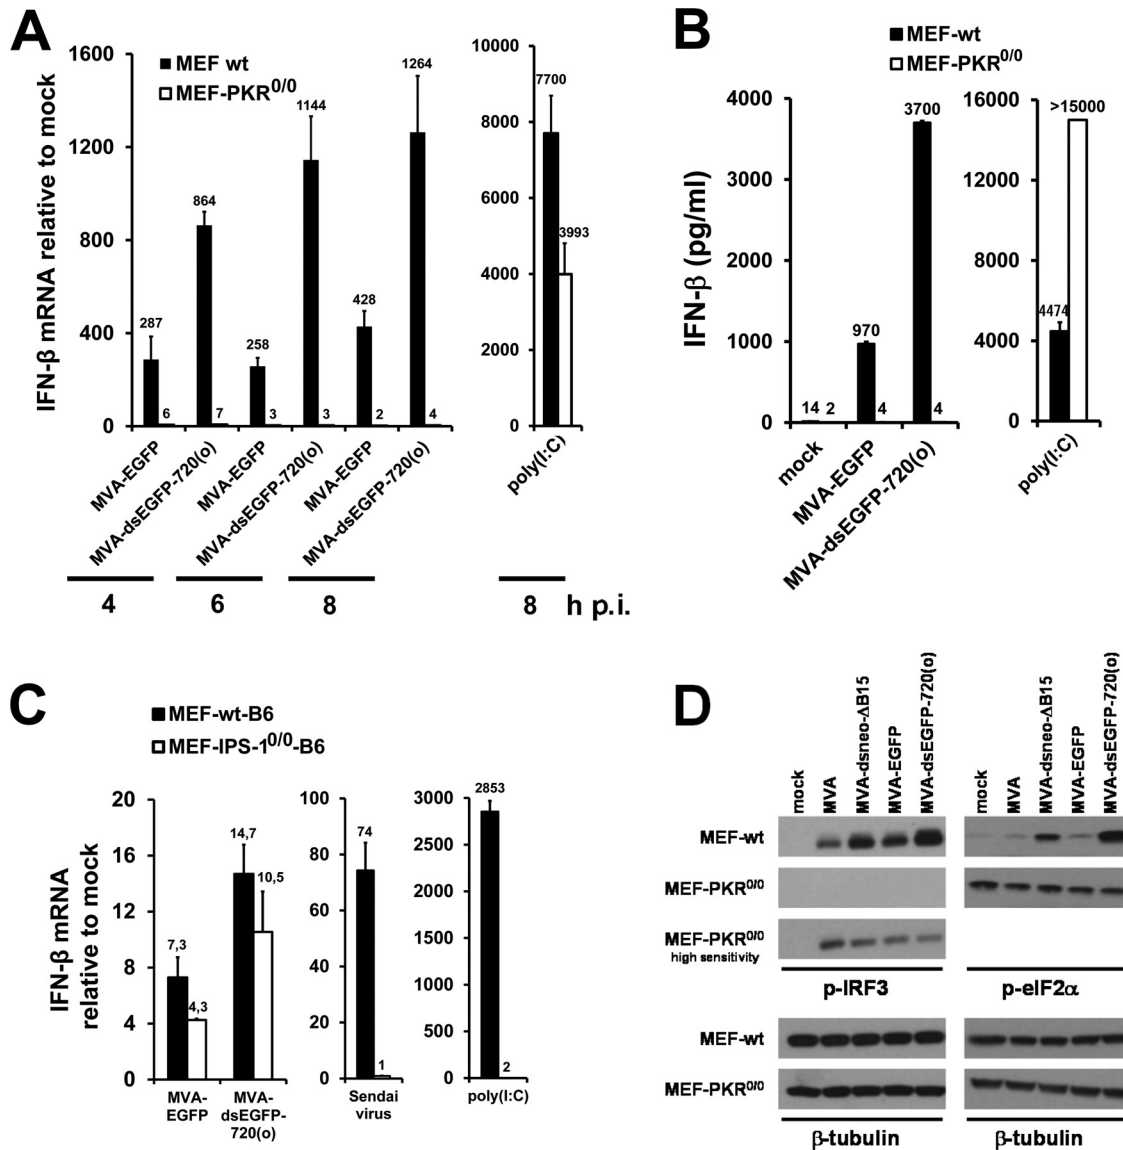 A
MEF wt
MEF-PKR0/0
IFN-β mRNA relative to mock
1600
1200
800
400
0
287
6
864
7
258
3
1144
3
428
2
1264
4
MVA-EGFP
MVA-dsEGFP-720(o)
MVA-EGFP
MVA-dsEGFP-720(o)
MVA-EGFP
MVA-dsEGFP-720(o)
4
6
8
10000
8000
6000
4000
2000
0
7700
3993
poly(I:C)
8
h p.i.
B
MEF-wt
MEF-PKR0/0
IFN-β (pg/ml)
4000
3000
2000
1000
0
14
2
970
4
3700
4
mock
MVA-EGFP
MVA-dsEGFP-720(o)
16000
12000
8000
4000
0
4474
>15000
poly(I:C)
C
MEF-wt-B6
MEF-IPS-10/0-B6
IFN-β mRNA
relative to mock
20
16
12
8
4
0
7,3
4,3
14,7
10,5
MVA-
EGFP
MVA-
dsEGFP-
720(o)
100
80
60
40
20
0
74
1
Sendai
virus
3000
2500
2000
1500
1000
500
0
2853
2
poly(I:C)
D
mock
MVA
MVA-dsneo-ΔB15
MVA-EGFP
MVA-dsEGFP-720(o)
mock
MVA
MVA-dsneo-ΔB15
MVA-EGFP
MVA-dsEGFP-720(o)
MEF-wt
MEF-PKR0/0
MEF-PKR0/0
high sensitivity
p-IRF3
p-eIF2α
MEF-wt
MEF-PKR0/0
β-tubulin
β-tubulin